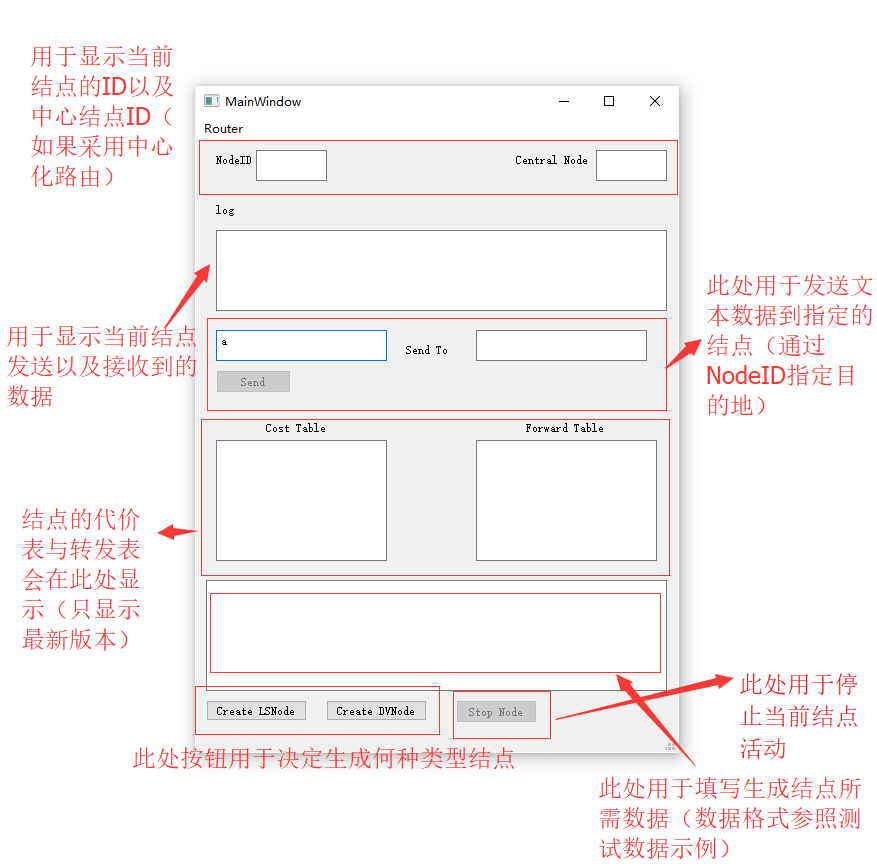 用于显示当前
结点的ID以及
中心结点ID（
如果采用中心
化路由）
MainWindow
Router
NodeID
Central Node
log
用于显示当前结点
发送以及接收到的
数据
a
Send To
Send
此处用于发送文
本数据到指定的
结点（通过
NodeID指定目
的地）
Cost Table
Forward Table
结点的代价
表与转发表
会在此处显
示（只显示
最新版本）
Create LSNode
Create DVNode
Stop Node
此处用于停
止当前结点
活动
此处按钮用于决定生成何种类型结点
此处用于填写生成结点所
需数据（数据格式参照测
试数据示例）